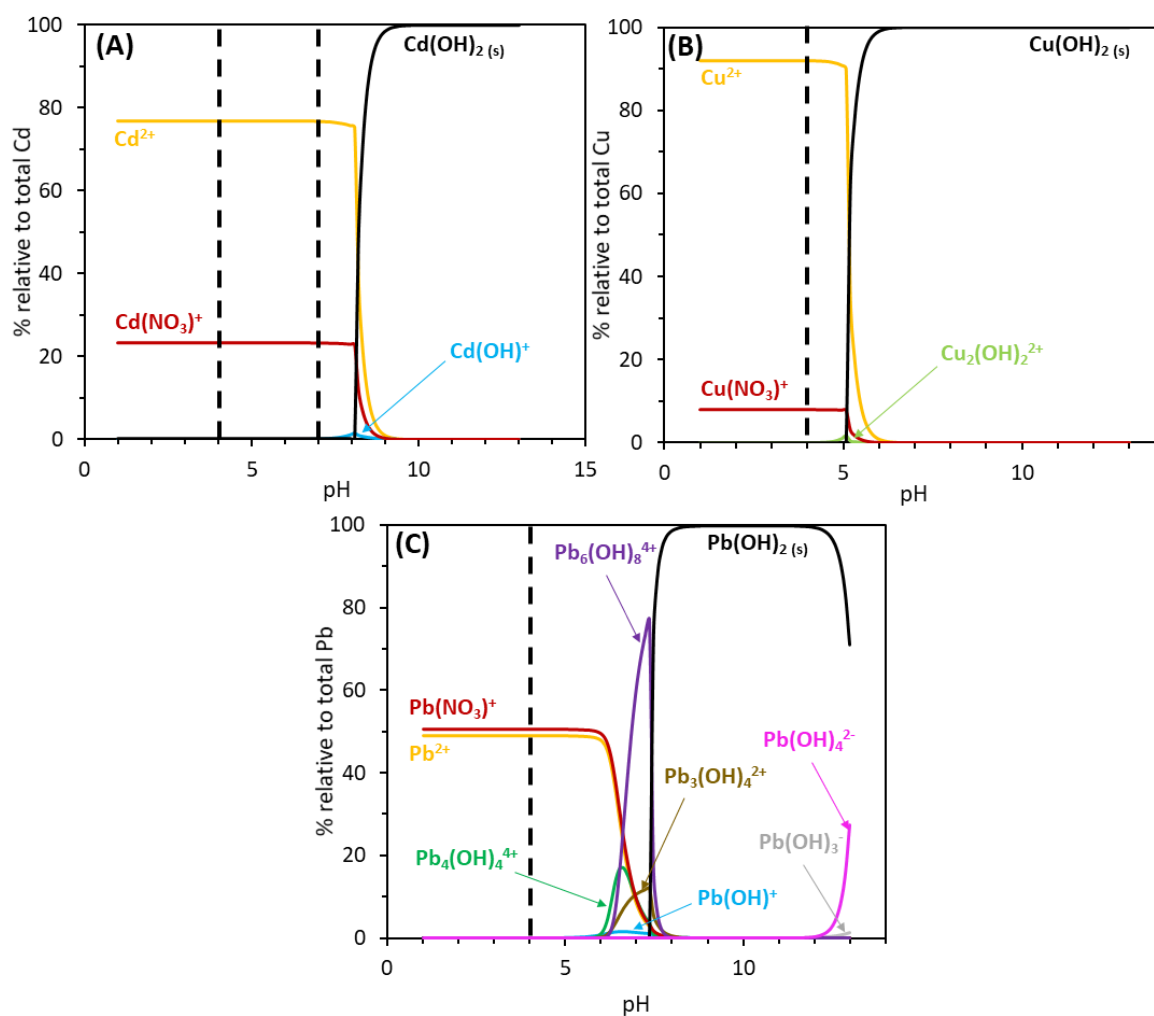 (A)
% relative to total Cd
100
80
60
40
20
0
Cd(OH)2 (s)
Cd2+
Cd(NO3)+
Cd(OH)+
0 5 10 15
pH
(B)
% relative to total Cu
100
80
60
40
20
0
Cu(OH)2 (s)
Cu2+
Cu2(OH)22+
Cu(NO3)+
0 5 10
pH
(C)
% relative to total Pb
100
80
60
40
20
0
Pb6(OH)84+
Pb(OH)2 (s)
Pb(NO3)+
Pb2+
Pb(OH)42-
Pb3(OH)42+
Pb4(OH)44+
Pb(OH)3-
Pb(OH)+
0 5 10
pH